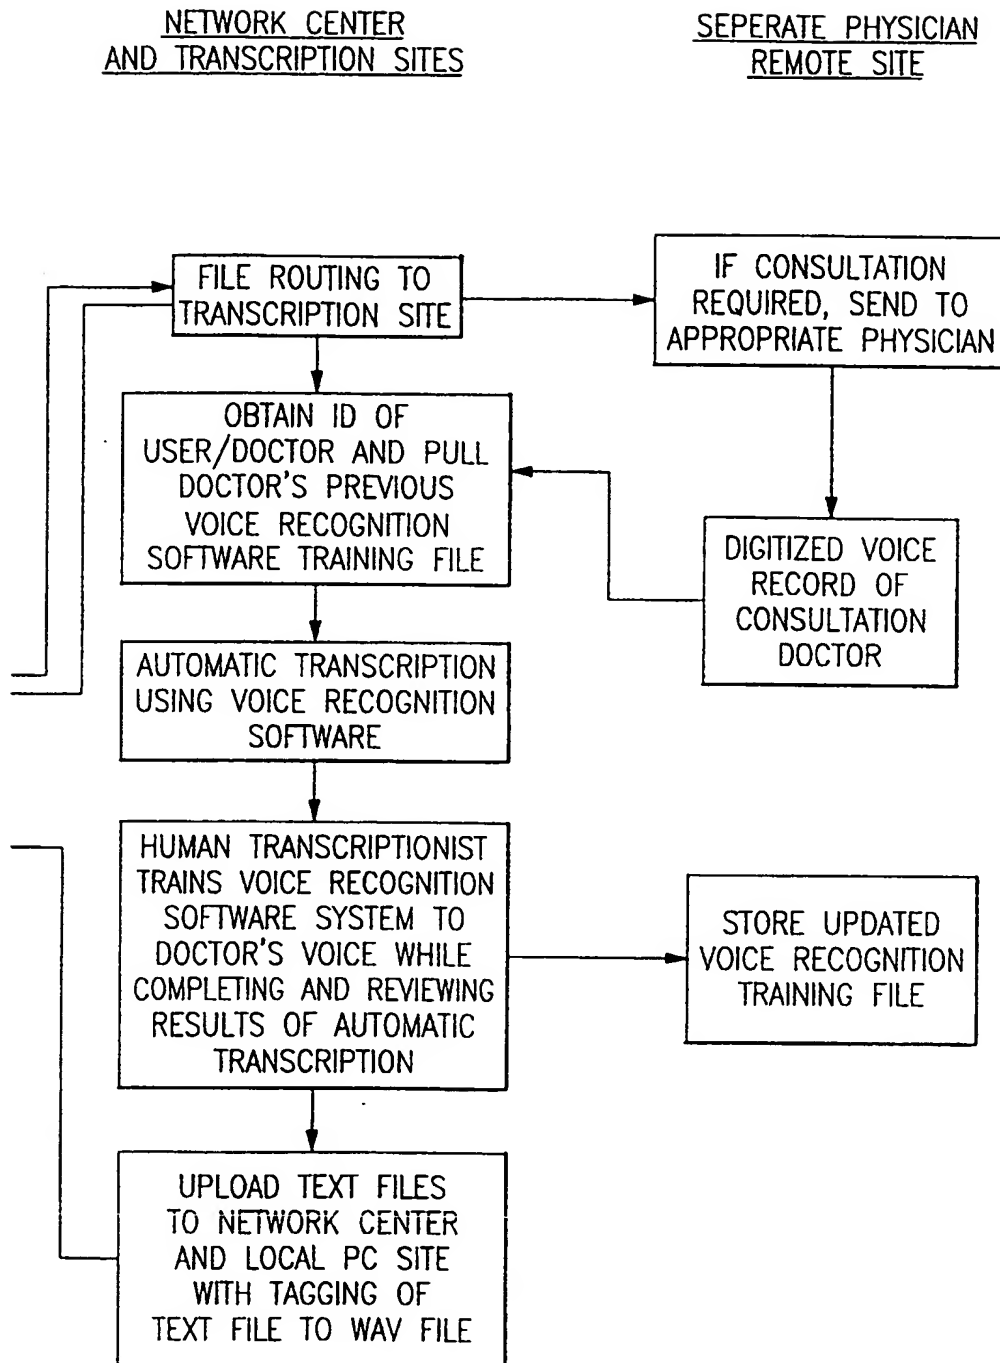 NETWORK CENTER
AND TRANSCRIPTION SITES
SEPERATE PHYSICIAN
REMOTE SITE
FILE ROUTING TO
TRANSCRIPTION SITE
IF CONSULTATION
REQUIRED, SEND TO
APPROPRIATE PHYSICIAN
OBTAIN ID OF
USER/DOCTOR AND PULL
DOCTOR'S PREVIOUS
VOICE RECOGNITION
SOFTWARE TRAINING FILE
DIGITIZED VOICE
RECORD OF
CONSULTATION
DOCTOR
AUTOMATIC TRANSCRIPTION
USING VOICE RECOGNITION
SOFTWARE
HUMAN TRANSCRIPTIONIST
TRAINS VOICE RECOGNITION
SOFTWARE SYSTEM TO
DOCTOR'S VOICE WHILE
COMPLETING AND REVIEWING
RESULTS OF AUTOMATIC
TRANSCRIPTION
STORE UPDATED
VOICE RECOGNITION
TRAINING FILE
UPLOAD TEXT FILES
TO NETWORK CENTER
AND LOCAL PC SITE
WITH TAGGING OF
TEXT FILE TO WAV FILE